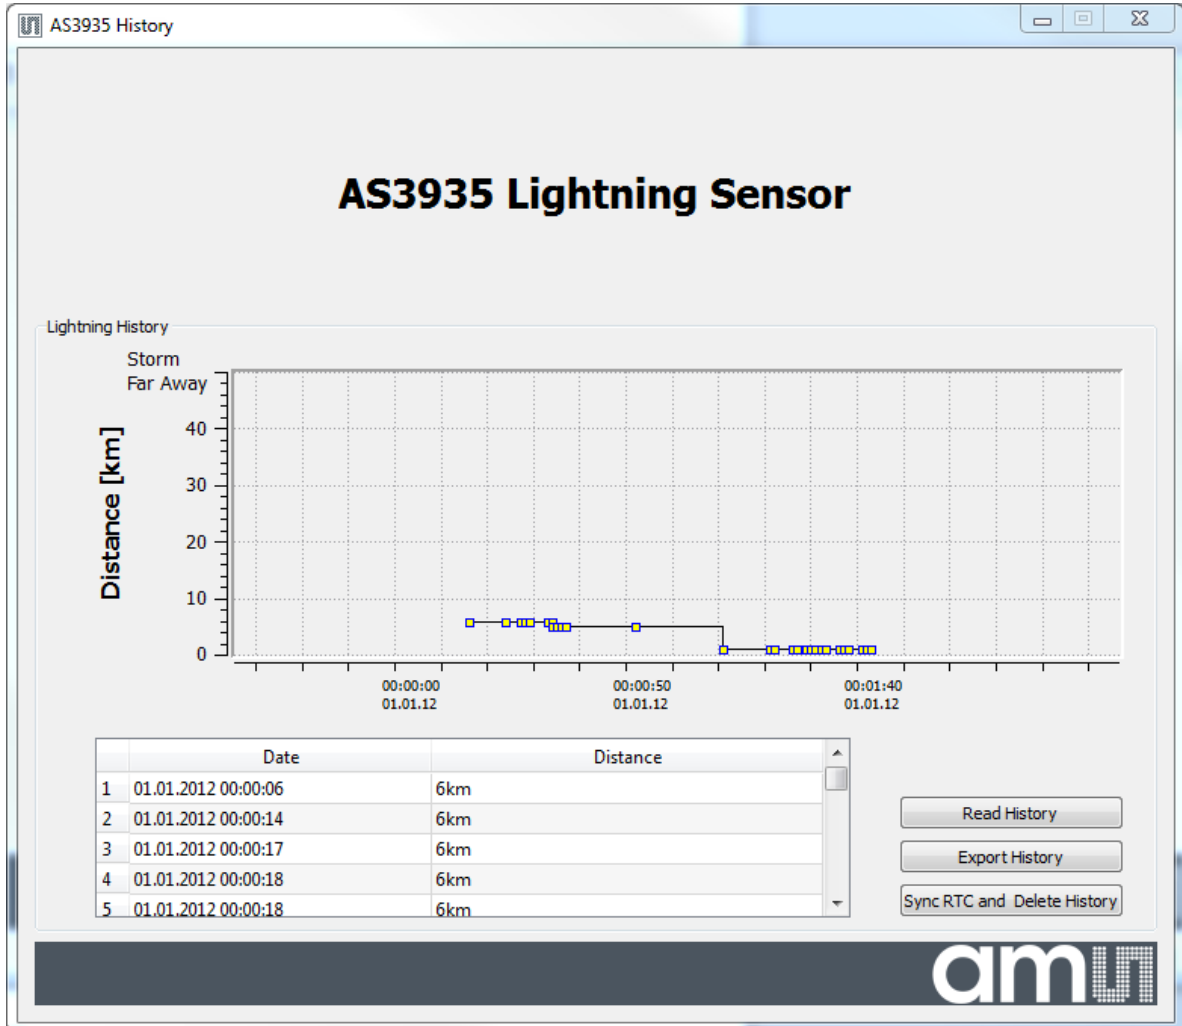 AS3935 History
AS3935 Lightning Sensor
Lightning History
Storm
Far Away
40
30
20
10
0
Distance [km]
00:00:00 00:00:50 00:01:40
01.01.12 01.01.12 01.01.12
Date Distance
1 01.01.2012 00:00:06 6km
2 01.01.2012 00:00:14 6km
3 01.01.2012 00:00:17 6km
4 01.01.2012 00:00:18 6km
5 01.01.2012 00:00:18 6km
Read History
Export History
Sync RTC and Delete History
am